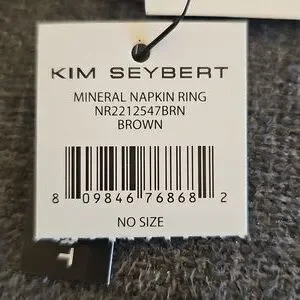 KIM SEYBERT
MINERAL NAPKIN RING
NR2212547BRN
BROWN
8 09846 76868 2
NO SIZE